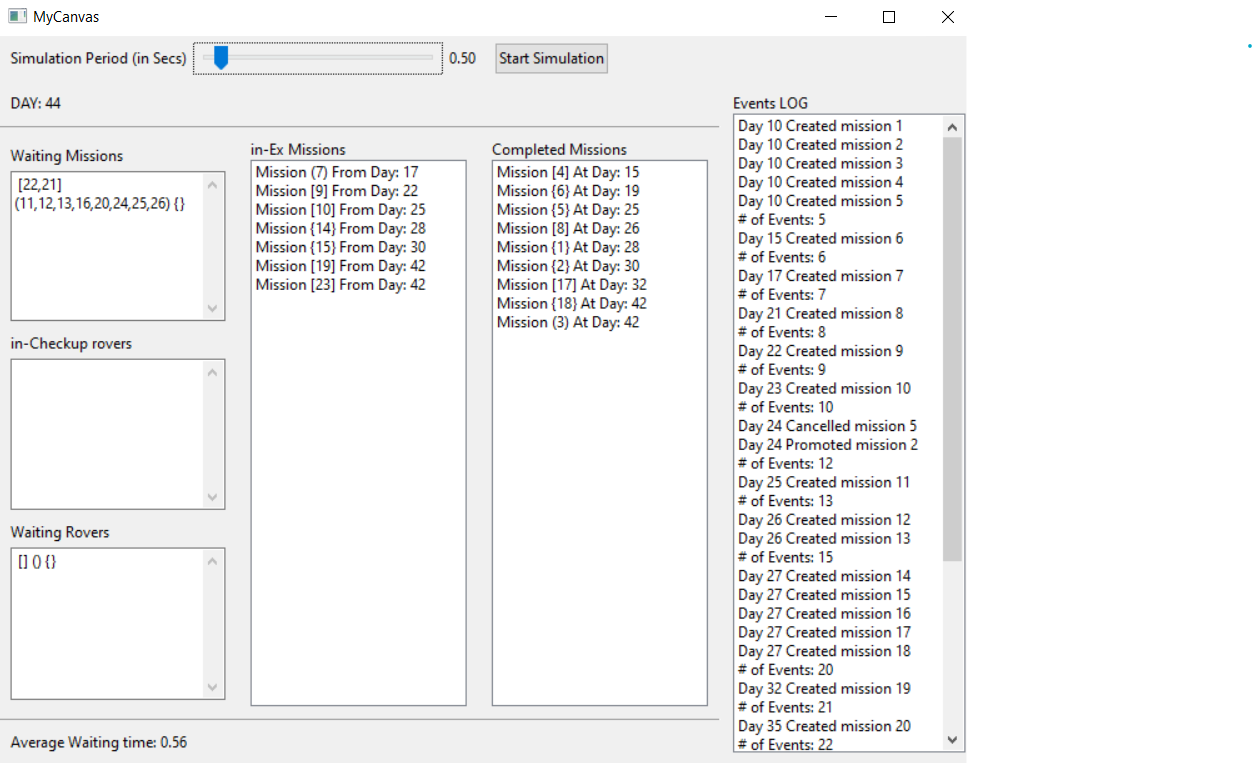 MyCanvas
Simulation Period (in Secs) 0.50 Start Simulation
DAY: 44
Waiting Missions
[22,21]
(11,12,13,16,20,24,25,26) {}
in-Checkup rovers
Waiting Rovers
[] () {}
in-Ex Missions
Mission (7) From Day: 17
Mission [9] From Day: 22
Mission [10] From Day: 25
Mission {14} From Day: 28
Mission {15} From Day: 30
Mission [19] From Day: 42
Mission [23] From Day: 42
Completed Missions
Mission [4] At Day: 15
Mission {6} At Day: 19
Mission {5} At Day: 25
Mission [8] At Day: 26
Mission {1} At Day: 28
Mission {2} At Day: 30
Mission [17] At Day: 32
Mission {18} At Day: 42
Mission (3) At Day: 42
Events LOG
Day 10 Created mission 1
Day 10 Created mission 2
Day 10 Created mission 3
Day 10 Created mission 4
Day 10 Created mission 5
# of Events: 5
Day 15 Created mission 6
# of Events: 6
Day 17 Created mission 7
# of Events: 7
Day 21 Created mission 8
# of Events: 8
Day 22 Created mission 9
# of Events: 9
Day 23 Created mission 10
# of Events: 10
Day 24 Cancelled mission 5
Day 24 Promoted mission 2
# of Events: 12
Day 25 Created mission 11
# of Events: 13
Day 26 Created mission 12
Day 26 Created mission 13
# of Events: 15
Day 27 Created mission 14
Day 27 Created mission 15
Day 27 Created mission 16
Day 27 Created mission 17
Day 27 Created mission 18
# of Events: 20
Day 32 Created mission 19
# of Events: 21
Day 35 Created mission 20
# of Events: 22
Average Waiting time: 0.56